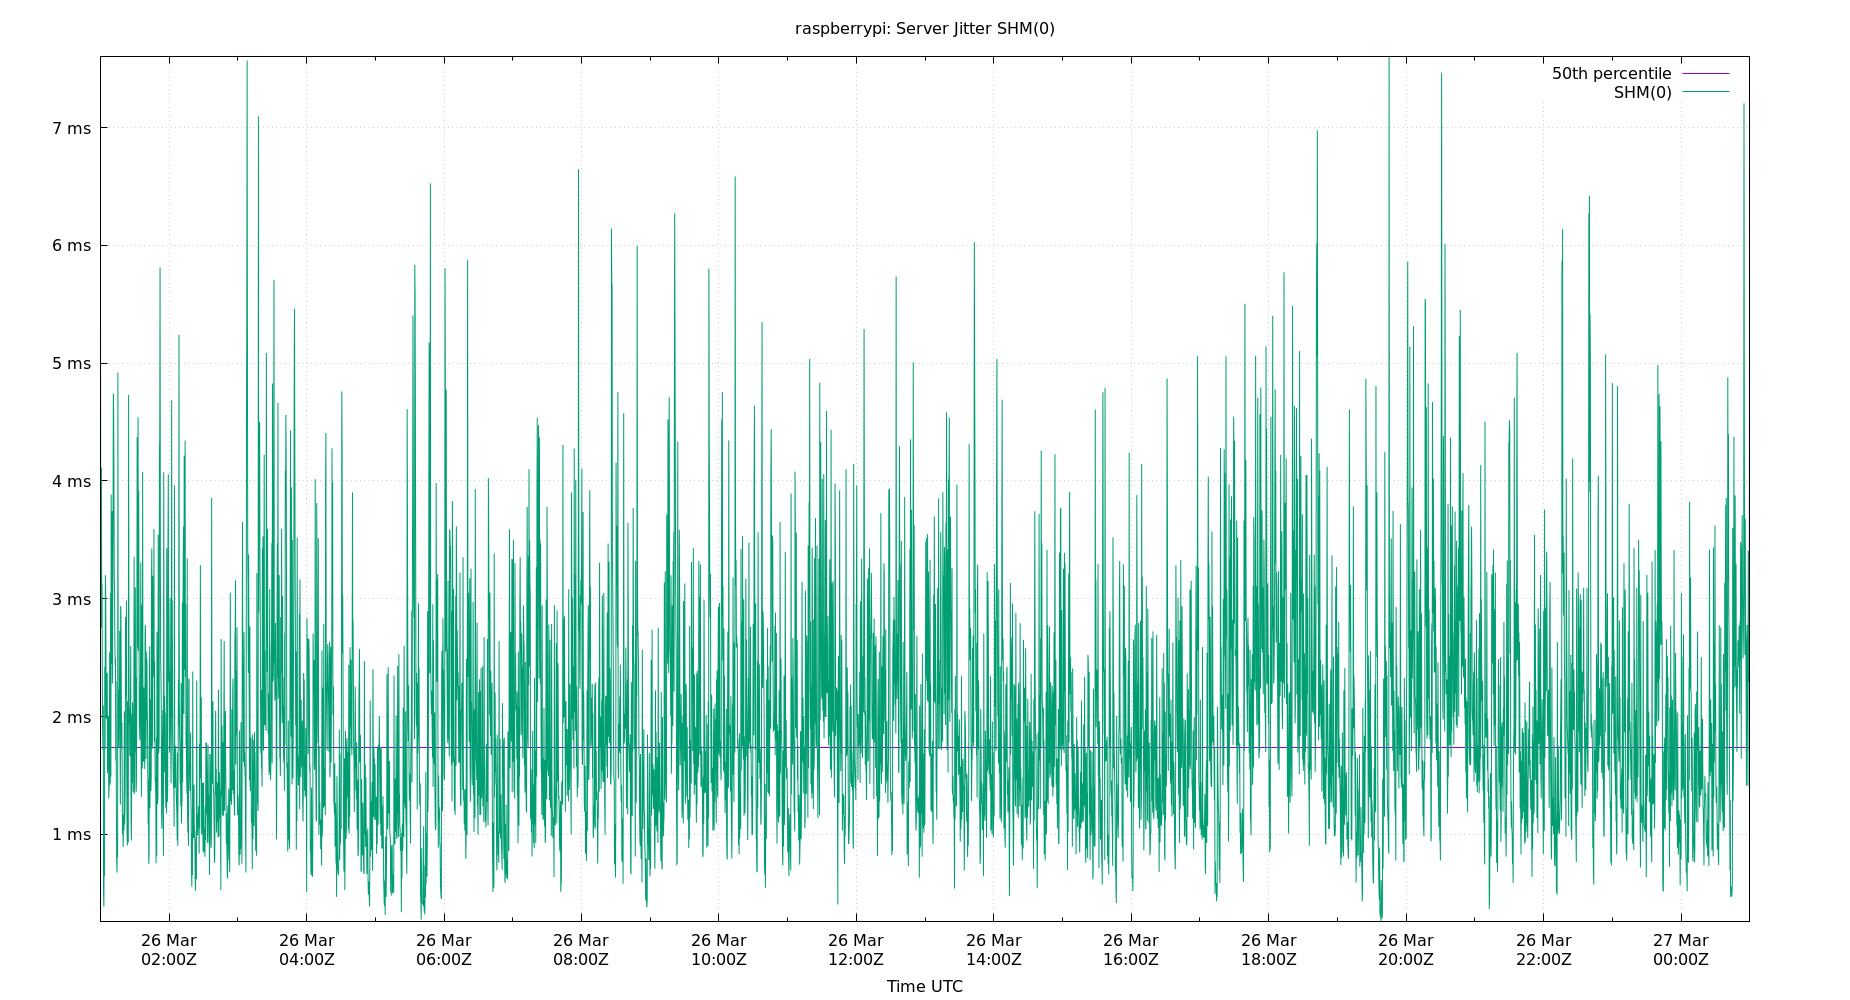 raspberrypi: Server Jitter SHM(0)
50th percentile
SHM(0)
7 ms
6 ms
5 ms
4 ms
3 ms
2 ms
1 ms
26 Mar 26 Mar 26 Mar 26 Mar 26 Mar 26 Mar 26 Mar 26 Mar 26 Mar 26 Mar 26 Mar 27 Mar
02:00Z 04:00Z 06:00Z 08:00Z 10:00Z 12:00Z 14:00Z 16:00Z 18:00Z 20:00Z 22:00Z 00:00Z
Time UTC